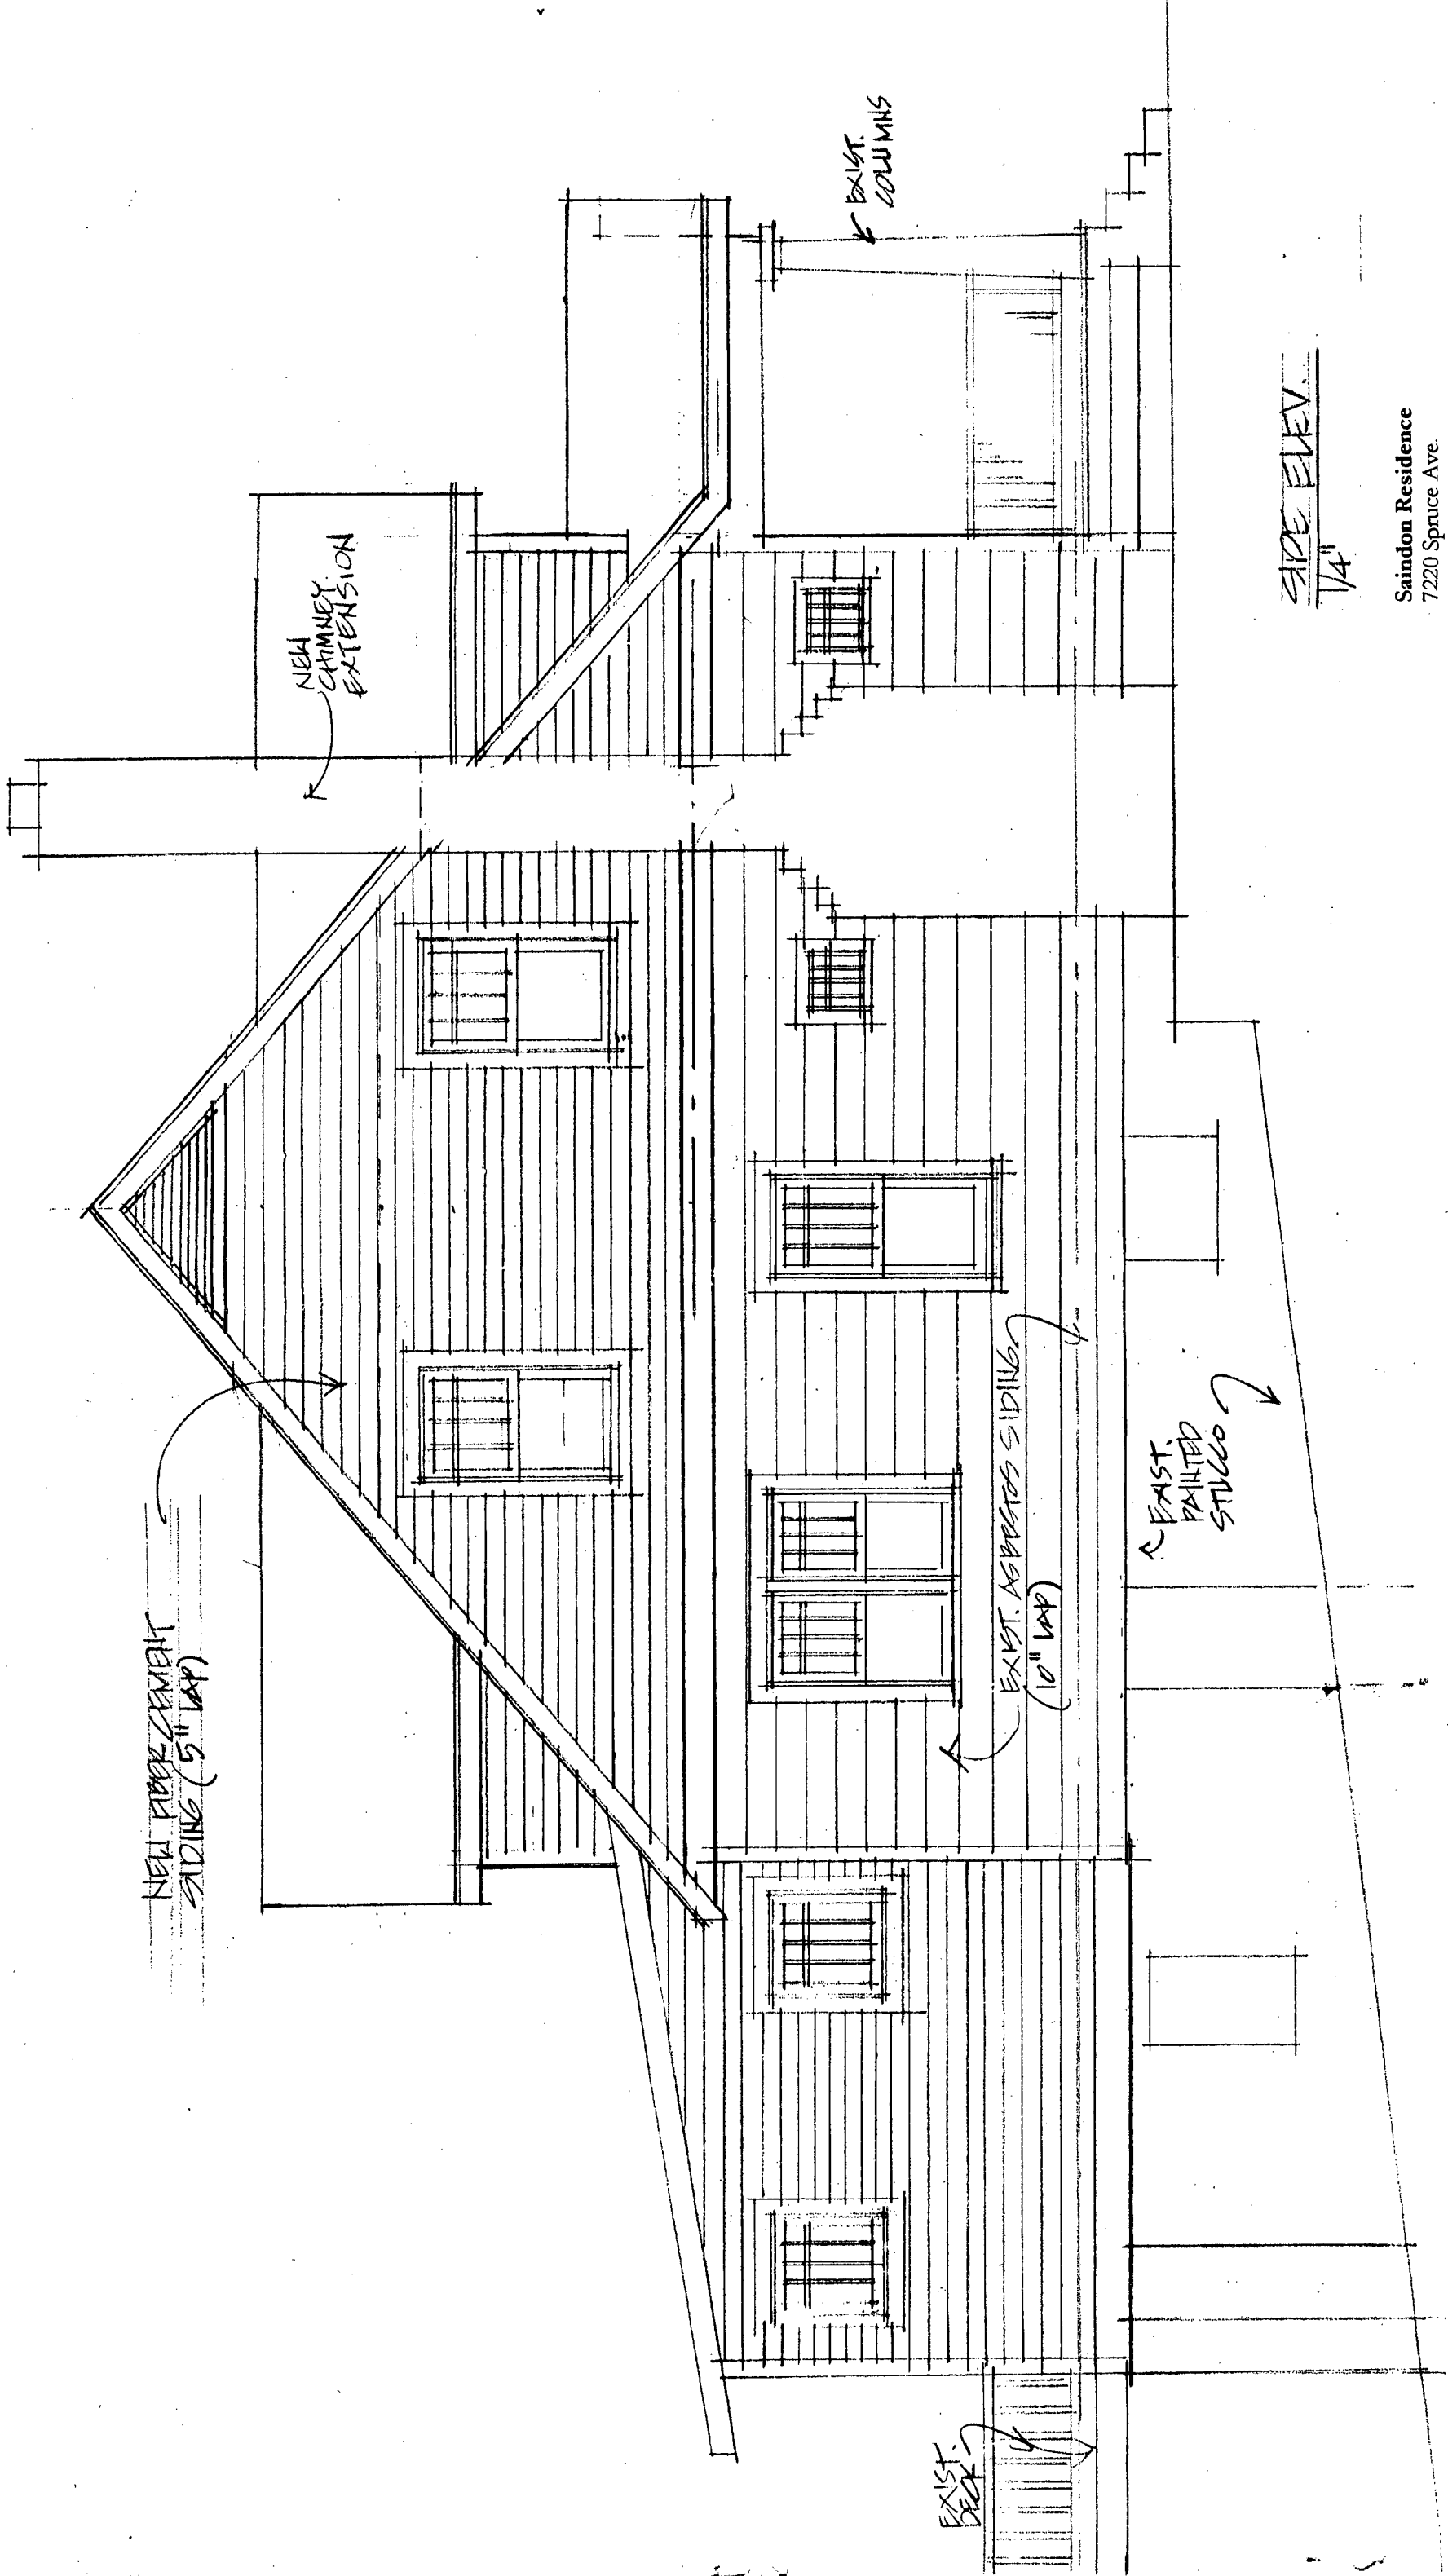 NEW FIBER CEMENT
SIDING (5" LAP)
NEW
CHIMNEY
EXTENSION
EXIST.
COLUMNS
EXIST. ASBESTOS SIDING
(10" LAP)
EXIST.
DECK
EXIST.
PAINTED
STUCCO
SIDE ELEV.
1/4"
Saindon Residence
7220 Spruce Ave.